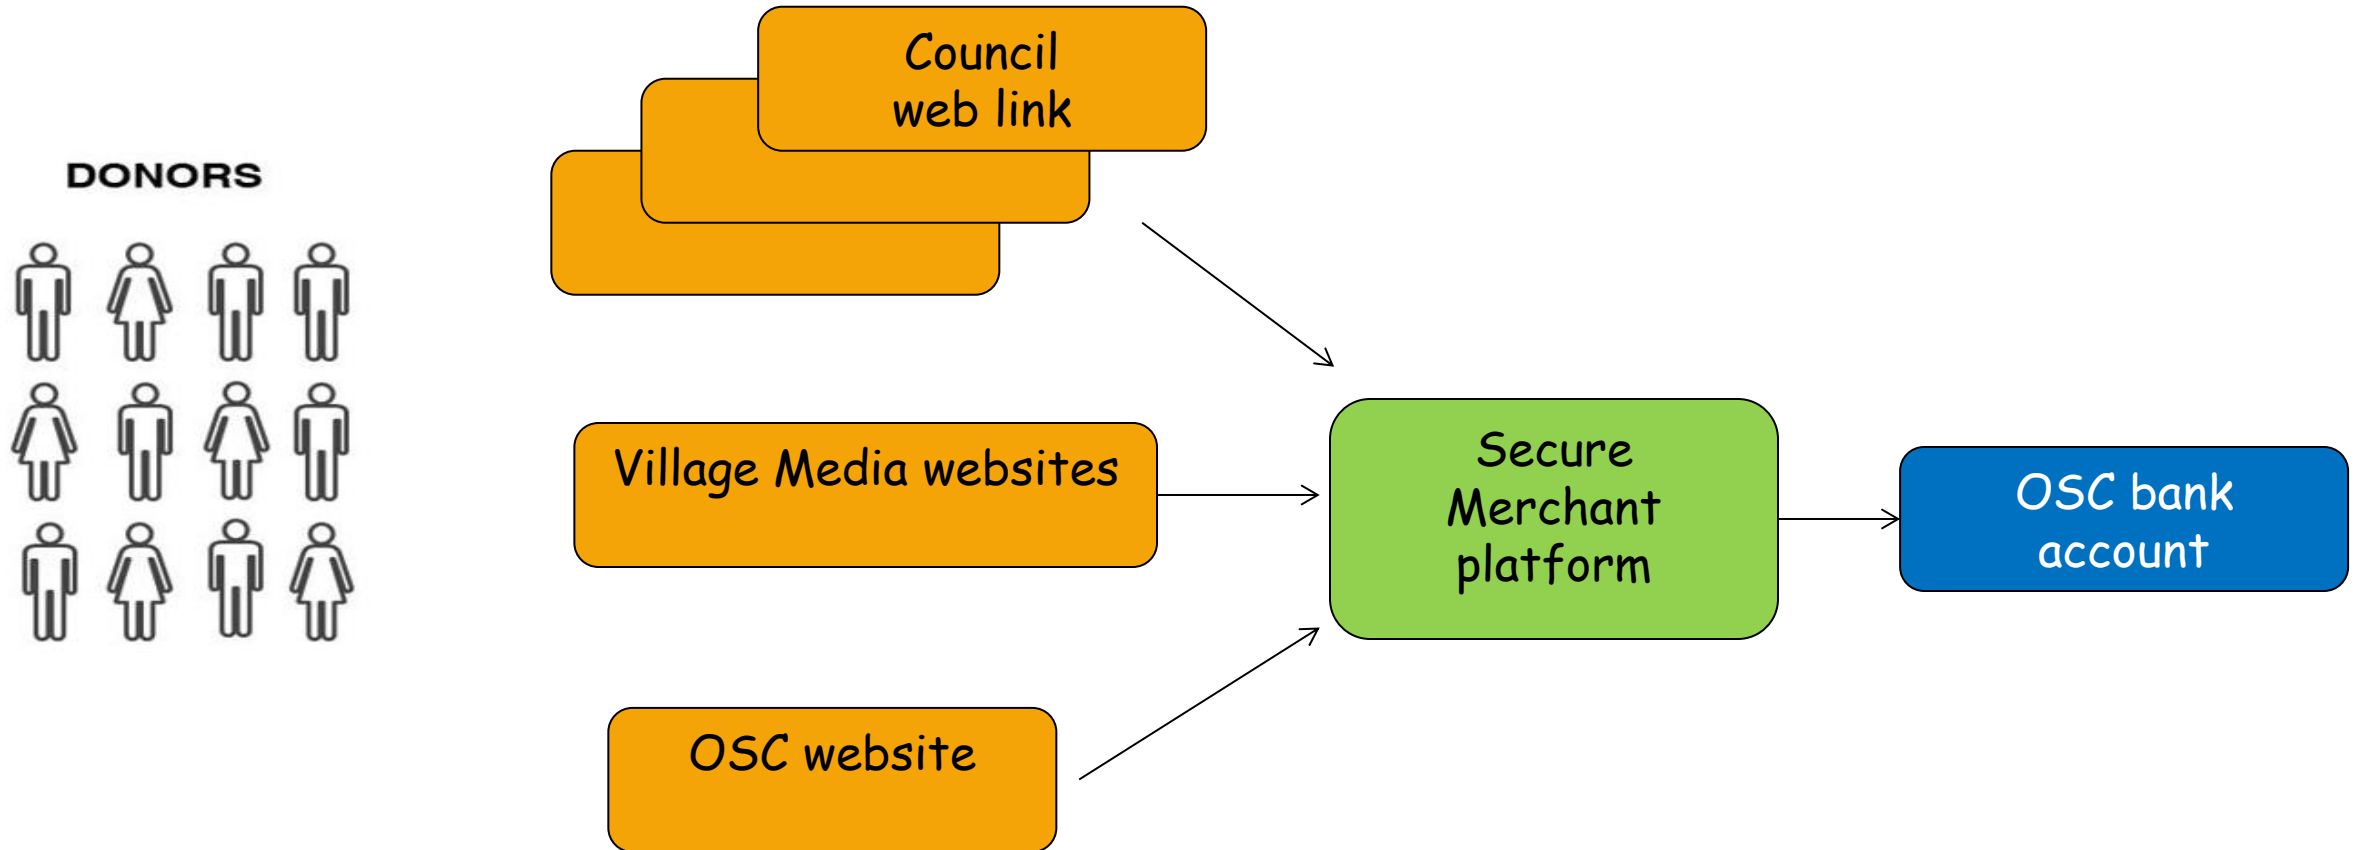 Council
web link
DONORS
Village Media websites
Secure
Merchant
platform
OSC bank
account
OSC website